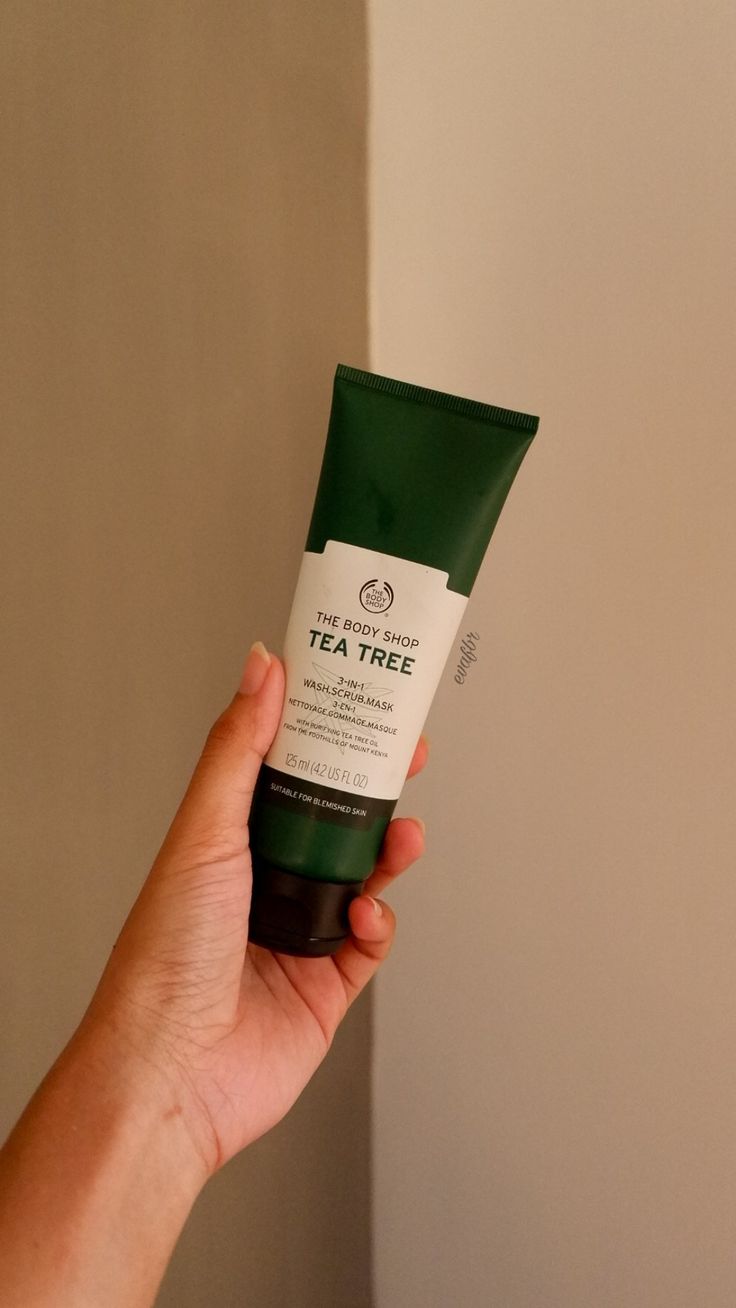 THE
BODY
SHOP
®
THE BODY SHOP
TEA TREE
3-IN-1
WASH.SCRUB.MASK
3-EN-1
NETTOYAGE.GOMMAGE.MASQUE
WITH PURIFYING TEA TREE OIL
FROM THE FOOTHILLS OF MOUNT KENYA
125 ml (4.2 US FL OZ)
SUITABLE FOR BLEMISHED SKIN
evafbr